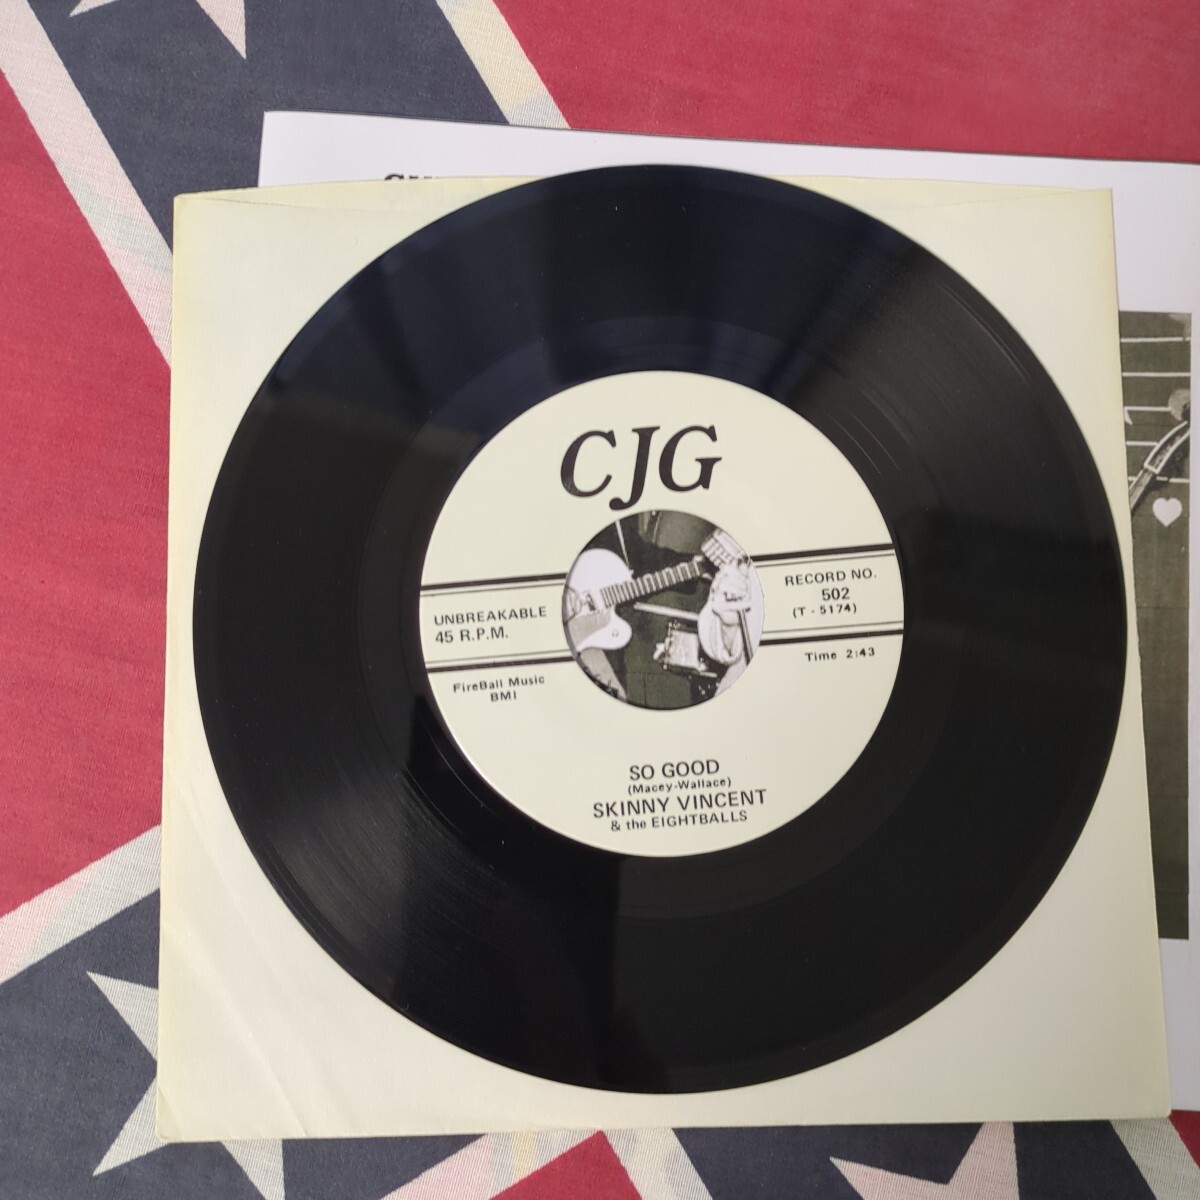 CJG
UNBREAKABLE
45 R.P.M.
FireBall Music
BMI
RECORD NO.
502
(T - 5174)
Time 2:43
SO GOOD
(Macey-Wallace)
SKINNY VINCENT
& the EIGHTBALLS